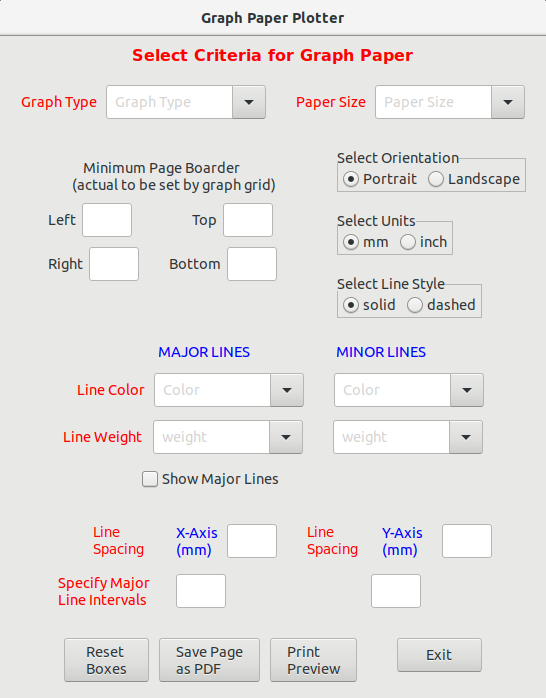 Graph Paper Plotter
Select Criteria for Graph Paper
Graph Type Graph Type Paper Size Paper Size
Minimum Page Boarder
(actual to be set by graph grid)
Select Orientation
Portrait Landscape
Left Top
Select Units
mm inch
Right Bottom
Select Line Style
solid dashed
MAJOR LINES MINOR LINES
Line Color Color Color
Line Weight weight weight
Show Major Lines
Line X-Axis Line Y-Axis
Spacing (mm) Spacing (mm)
Specify Major
Line Intervals
Reset Save Page Print Exit
Boxes as PDF Preview